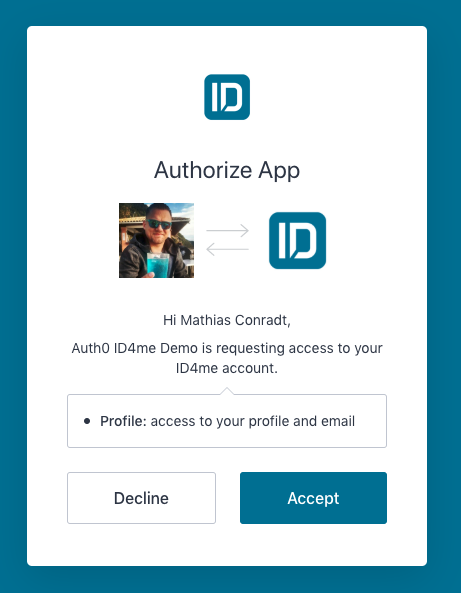 ID
Authorize App
ID
Hi Mathias Conradt,
Auth0 ID4me Demo is requesting access to your
ID4me account.
Profile: access to your profile and email
Decline
Accept